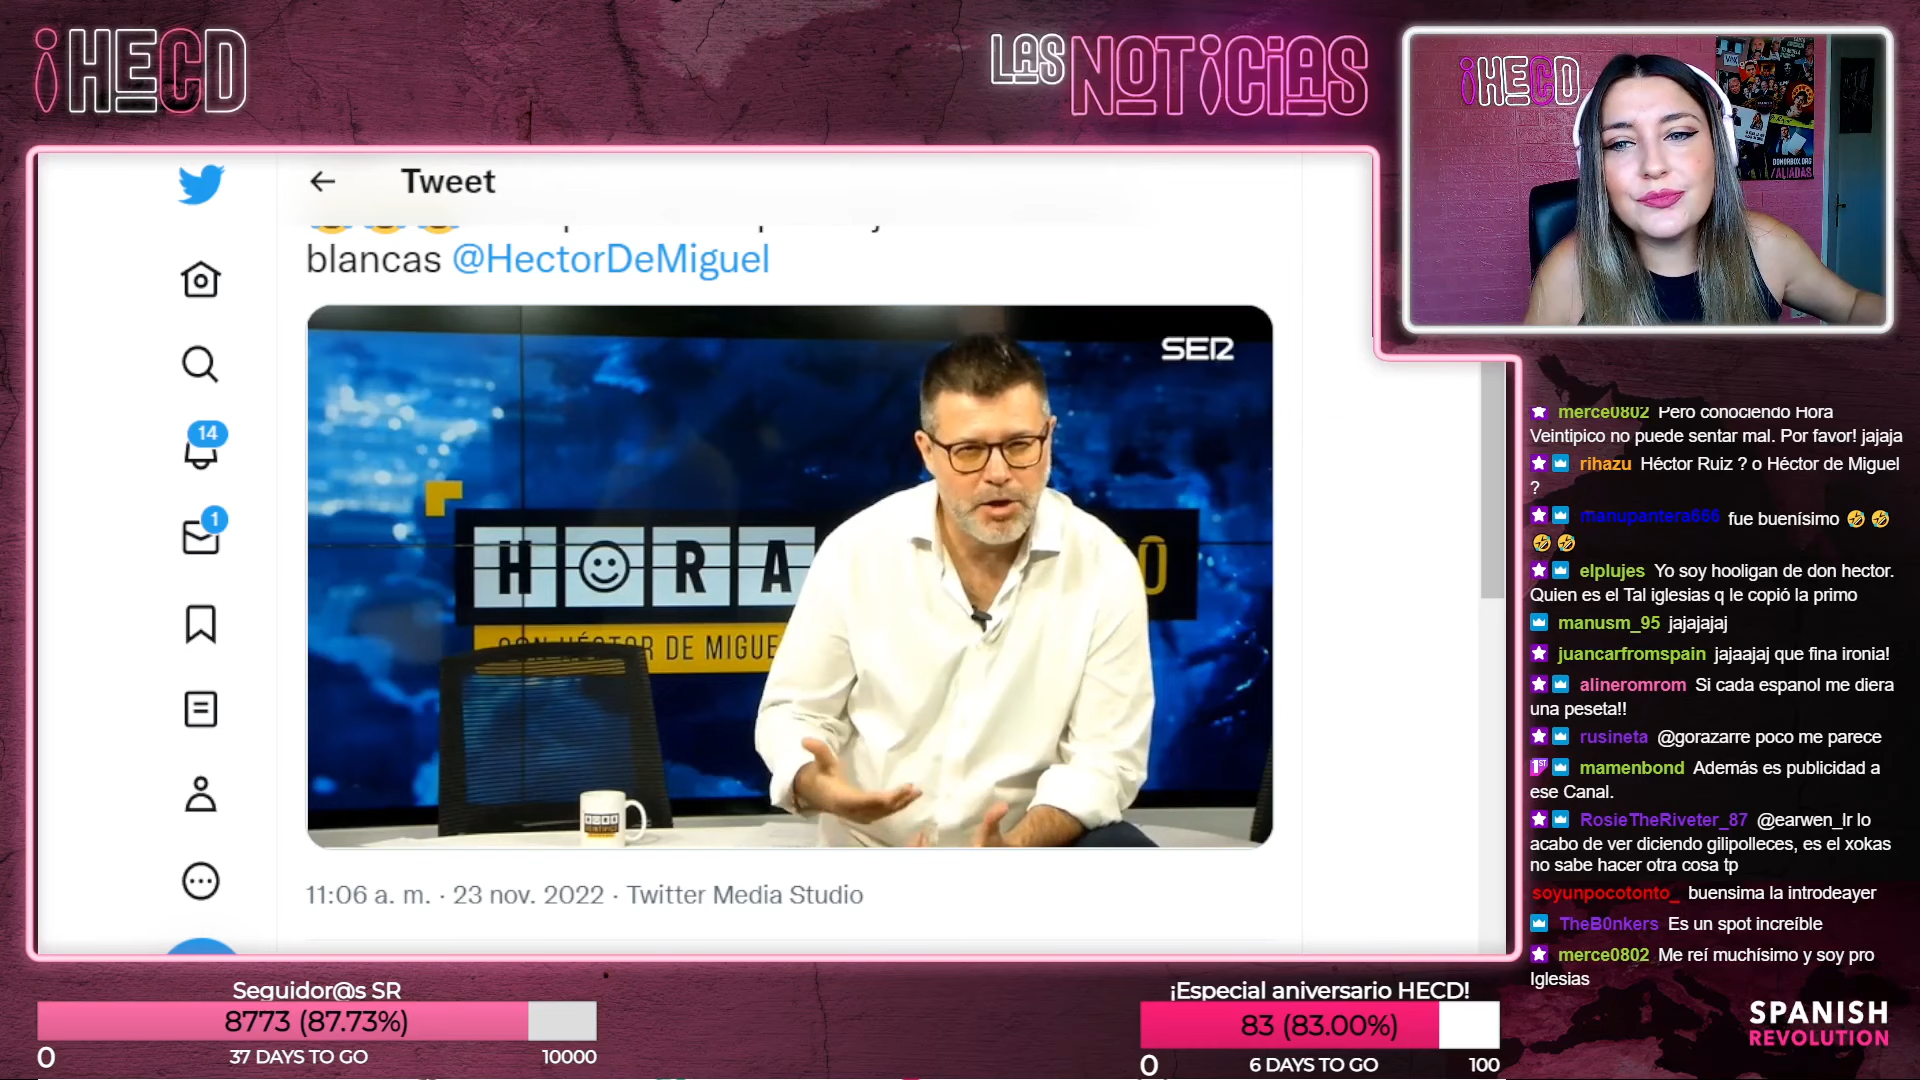 ¡HECD
LAS NOTICIAS
¡HECD
DONORBOX.ORG
/ALIADAS
Tweet
blancas @HectorDeMiguel
14
1
SER
HORA
CON HÉCTOR DE MIGUE
11:06 a. m. · 23 nov. 2022 · Twitter Media Studio
merce0802 Pero conociendo Hora
Veintipico no puede sentar mal. Por favor! jajaja
rihazu Héctor Ruiz ? o Héctor de Miguel
?
manupantera666 fue buenísimo 🤣 🤣
🤣 🤣
elplujes Yo soy hooligan de don hector.
Quien es el Tal iglesias q le copió la primo
manusm_95 jajajajaj
juancarfromspain jajaajaj que fina ironia!
alineromrom Si cada espanol me diera
una peseta!!
rusineta @gorazarre poco me parece
1ST mamenbond Además es publicidad a
ese Canal.
RosieTheRiveter_87 @earwen_lr lo
acabo de ver diciendo gilipolleces, es el xokas
no sabe hacer otra cosa tp
soyunpocotonto_ buensima la introdeayer
TheB0nkers Es un spot increíble
merce0802 Me reí muchísimo y soy pro
Iglesias
Seguidor@s SR
8773 (87.73%)
0 37 DAYS TO GO 10000
¡Especial aniversario HECD!
83 (83.00%)
0 6 DAYS TO GO 100
SPANISH
REVOLUTION